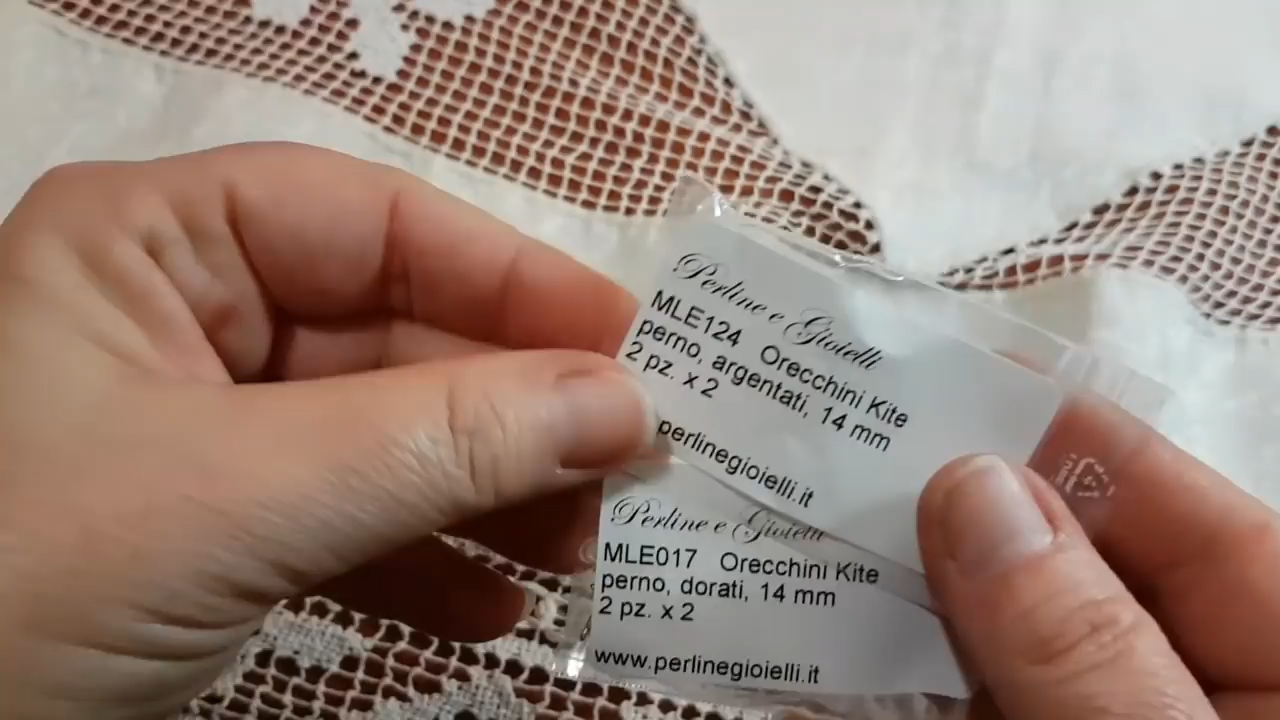 Perline e Gioielli
MLE124 Orecchini Kite
perno, argentati, 14 mm
2 pz. x 2
perlinegioielli.it
Perline e Gioielli
MLE017 Orecchini Kite
perno, dorati, 14 mm
2 pz. x 2
www.perlinegioielli.it